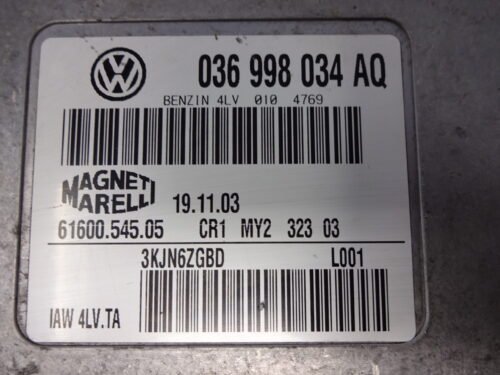 VW
036 998 034 AQ
BENZIN 4LV 010 4769
MAGNETI
MARELLI
19.11.03
61600.545.05 CR1 MY2 323 03
3KJN6ZGBD L001
IAW 4LV.TA